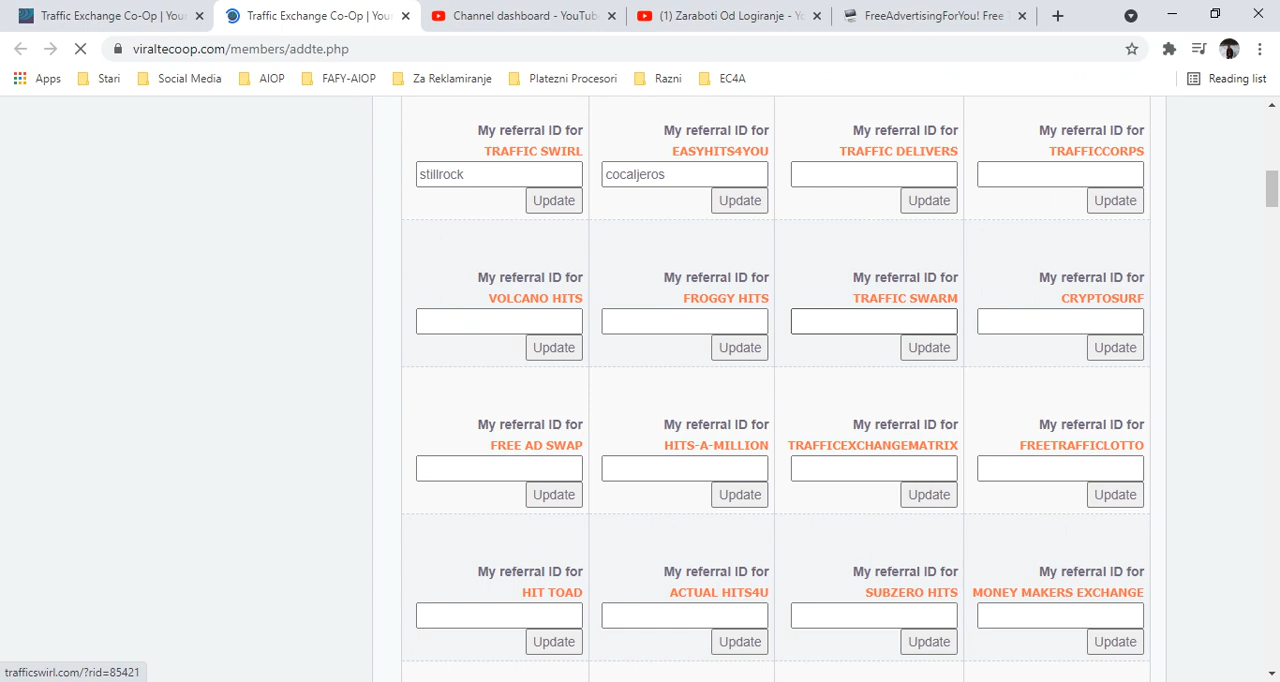 Traffic Exchange Co-Op | Your
Traffic Exchange Co-Op | Your
Channel dashboard - YouTube
(1) Zaraboti Od Logiranje - Yo
FreeAdvertisingForYou! Free
viraltecoop.com/members/addte.php
Apps
Stari
Social Media
AIOP
FAFY-AIOP
Za Reklamiranje
Platezni Procesori
Razni
EC4A
Reading list
My referral ID for
TRAFFIC SWIRL
stillrock
Update
My referral ID for
EASYHITS4YOU
cocaljeros
Update
My referral ID for
TRAFFIC DELIVERS
Update
My referral ID for
TRAFFICCORPS
Update
My referral ID for
VOLCANO HITS
Update
My referral ID for
FROGGY HITS
Update
My referral ID for
TRAFFIC SWARM
Update
My referral ID for
CRYPTOSURF
Update
My referral ID for
FREE AD SWAP
Update
My referral ID for
HITS-A-MILLION
Update
My referral ID for
TRAFFICEXCHANGEMATRIX
Update
My referral ID for
FREETRAFFICLOTTO
Update
My referral ID for
HIT TOAD
Update
My referral ID for
ACTUAL HITS4U
Update
My referral ID for
SUBZERO HITS
Update
My referral ID for
MONEY MAKERS EXCHANGE
Update
trafficswirl.com/?rid=85421